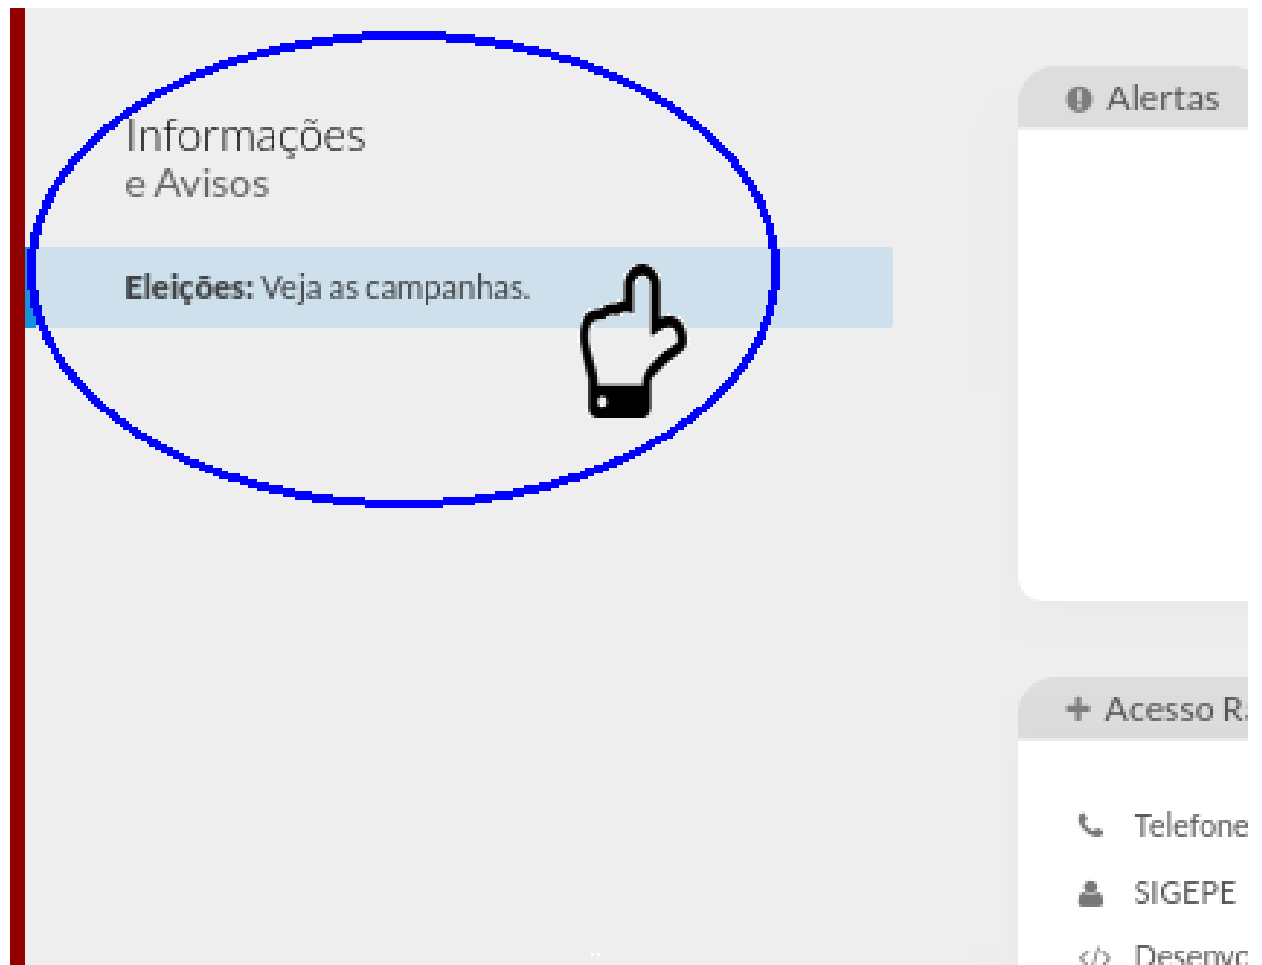 Informações
e Avisos
Eleições: Veja as campanhas.
Alertas
Acesso R
Telefone
SIGEPE